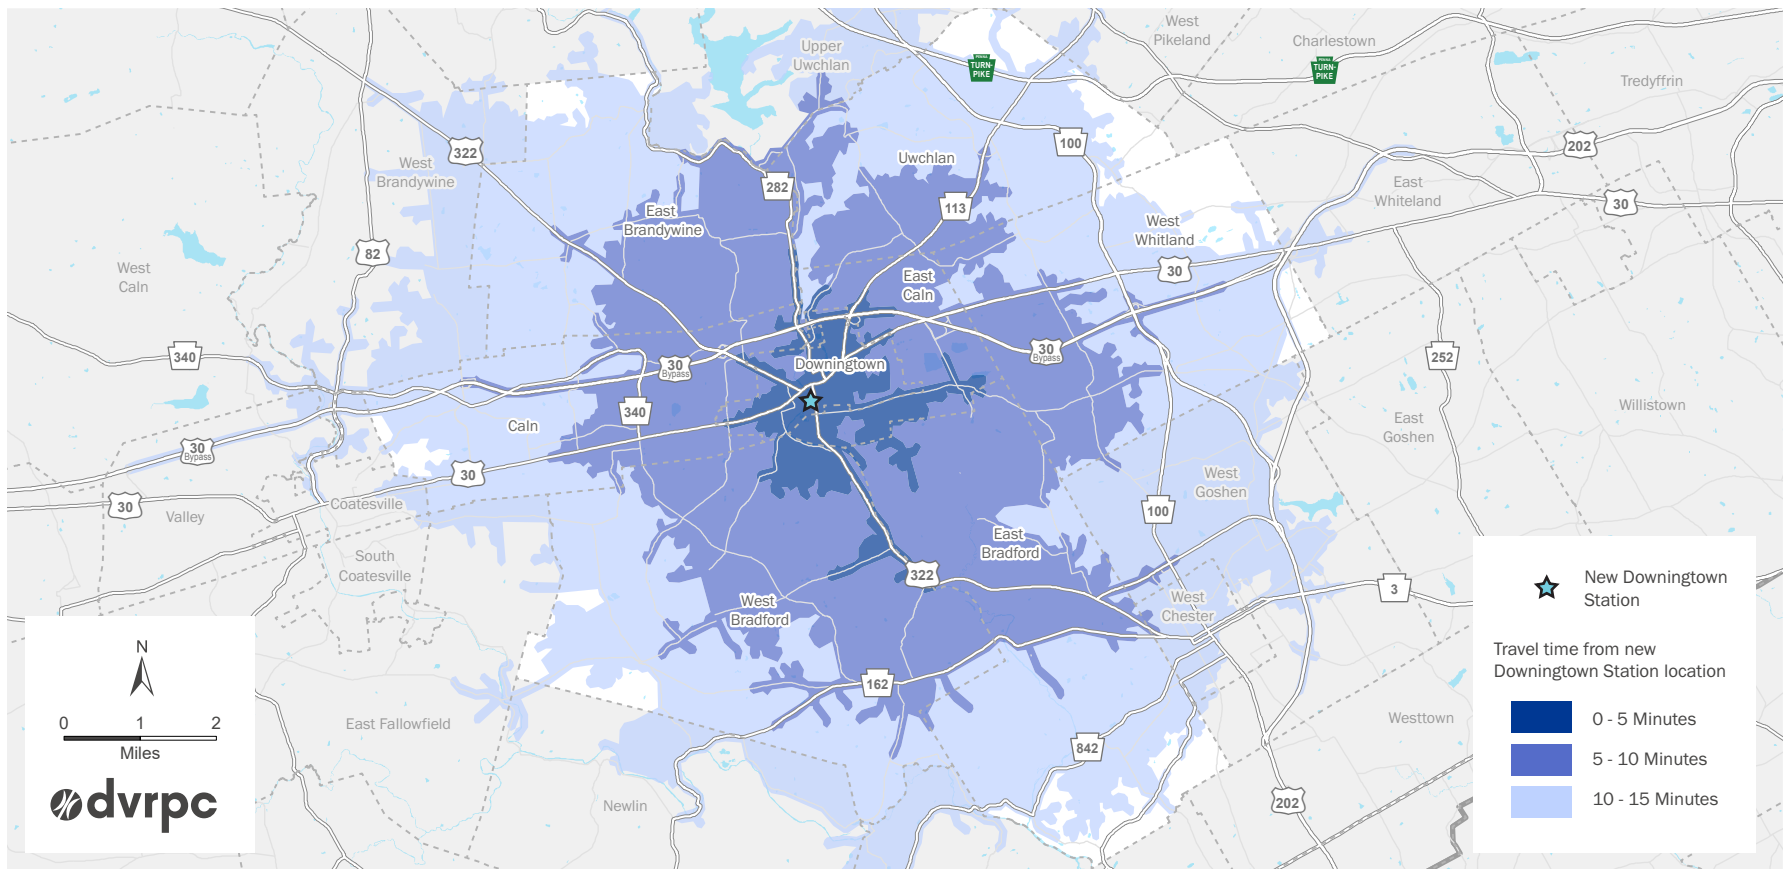 West
Pikeland
Charlestown
Upper
Uwchlan
TURN-
PIKE
TURN-
PIKE
Tredyffrin
322
100
202
West
Brandywine
Uwchlan
282
East
Whiteland
113
30
East
Brandywine
West
Whitland
82
West
Caln
30
East
Caln
340
30
Bypass
30
Bypass
Downingtown
252
340
Caln
East
Goshen
Willistown
30
Bypass
30
West
Goshen
30
Valley
Coatesville
100
South
Coatesville
East
Bradford
322
West
Bradford
West
Chester
3
162
East Fallowfield
Westtown
842
Newlin
202
N
0 1 2
Miles
dvrpc
New Downingtown
Station
Travel time from new
Downingtown Station location
0 - 5 Minutes
5 - 10 Minutes
10 - 15 Minutes